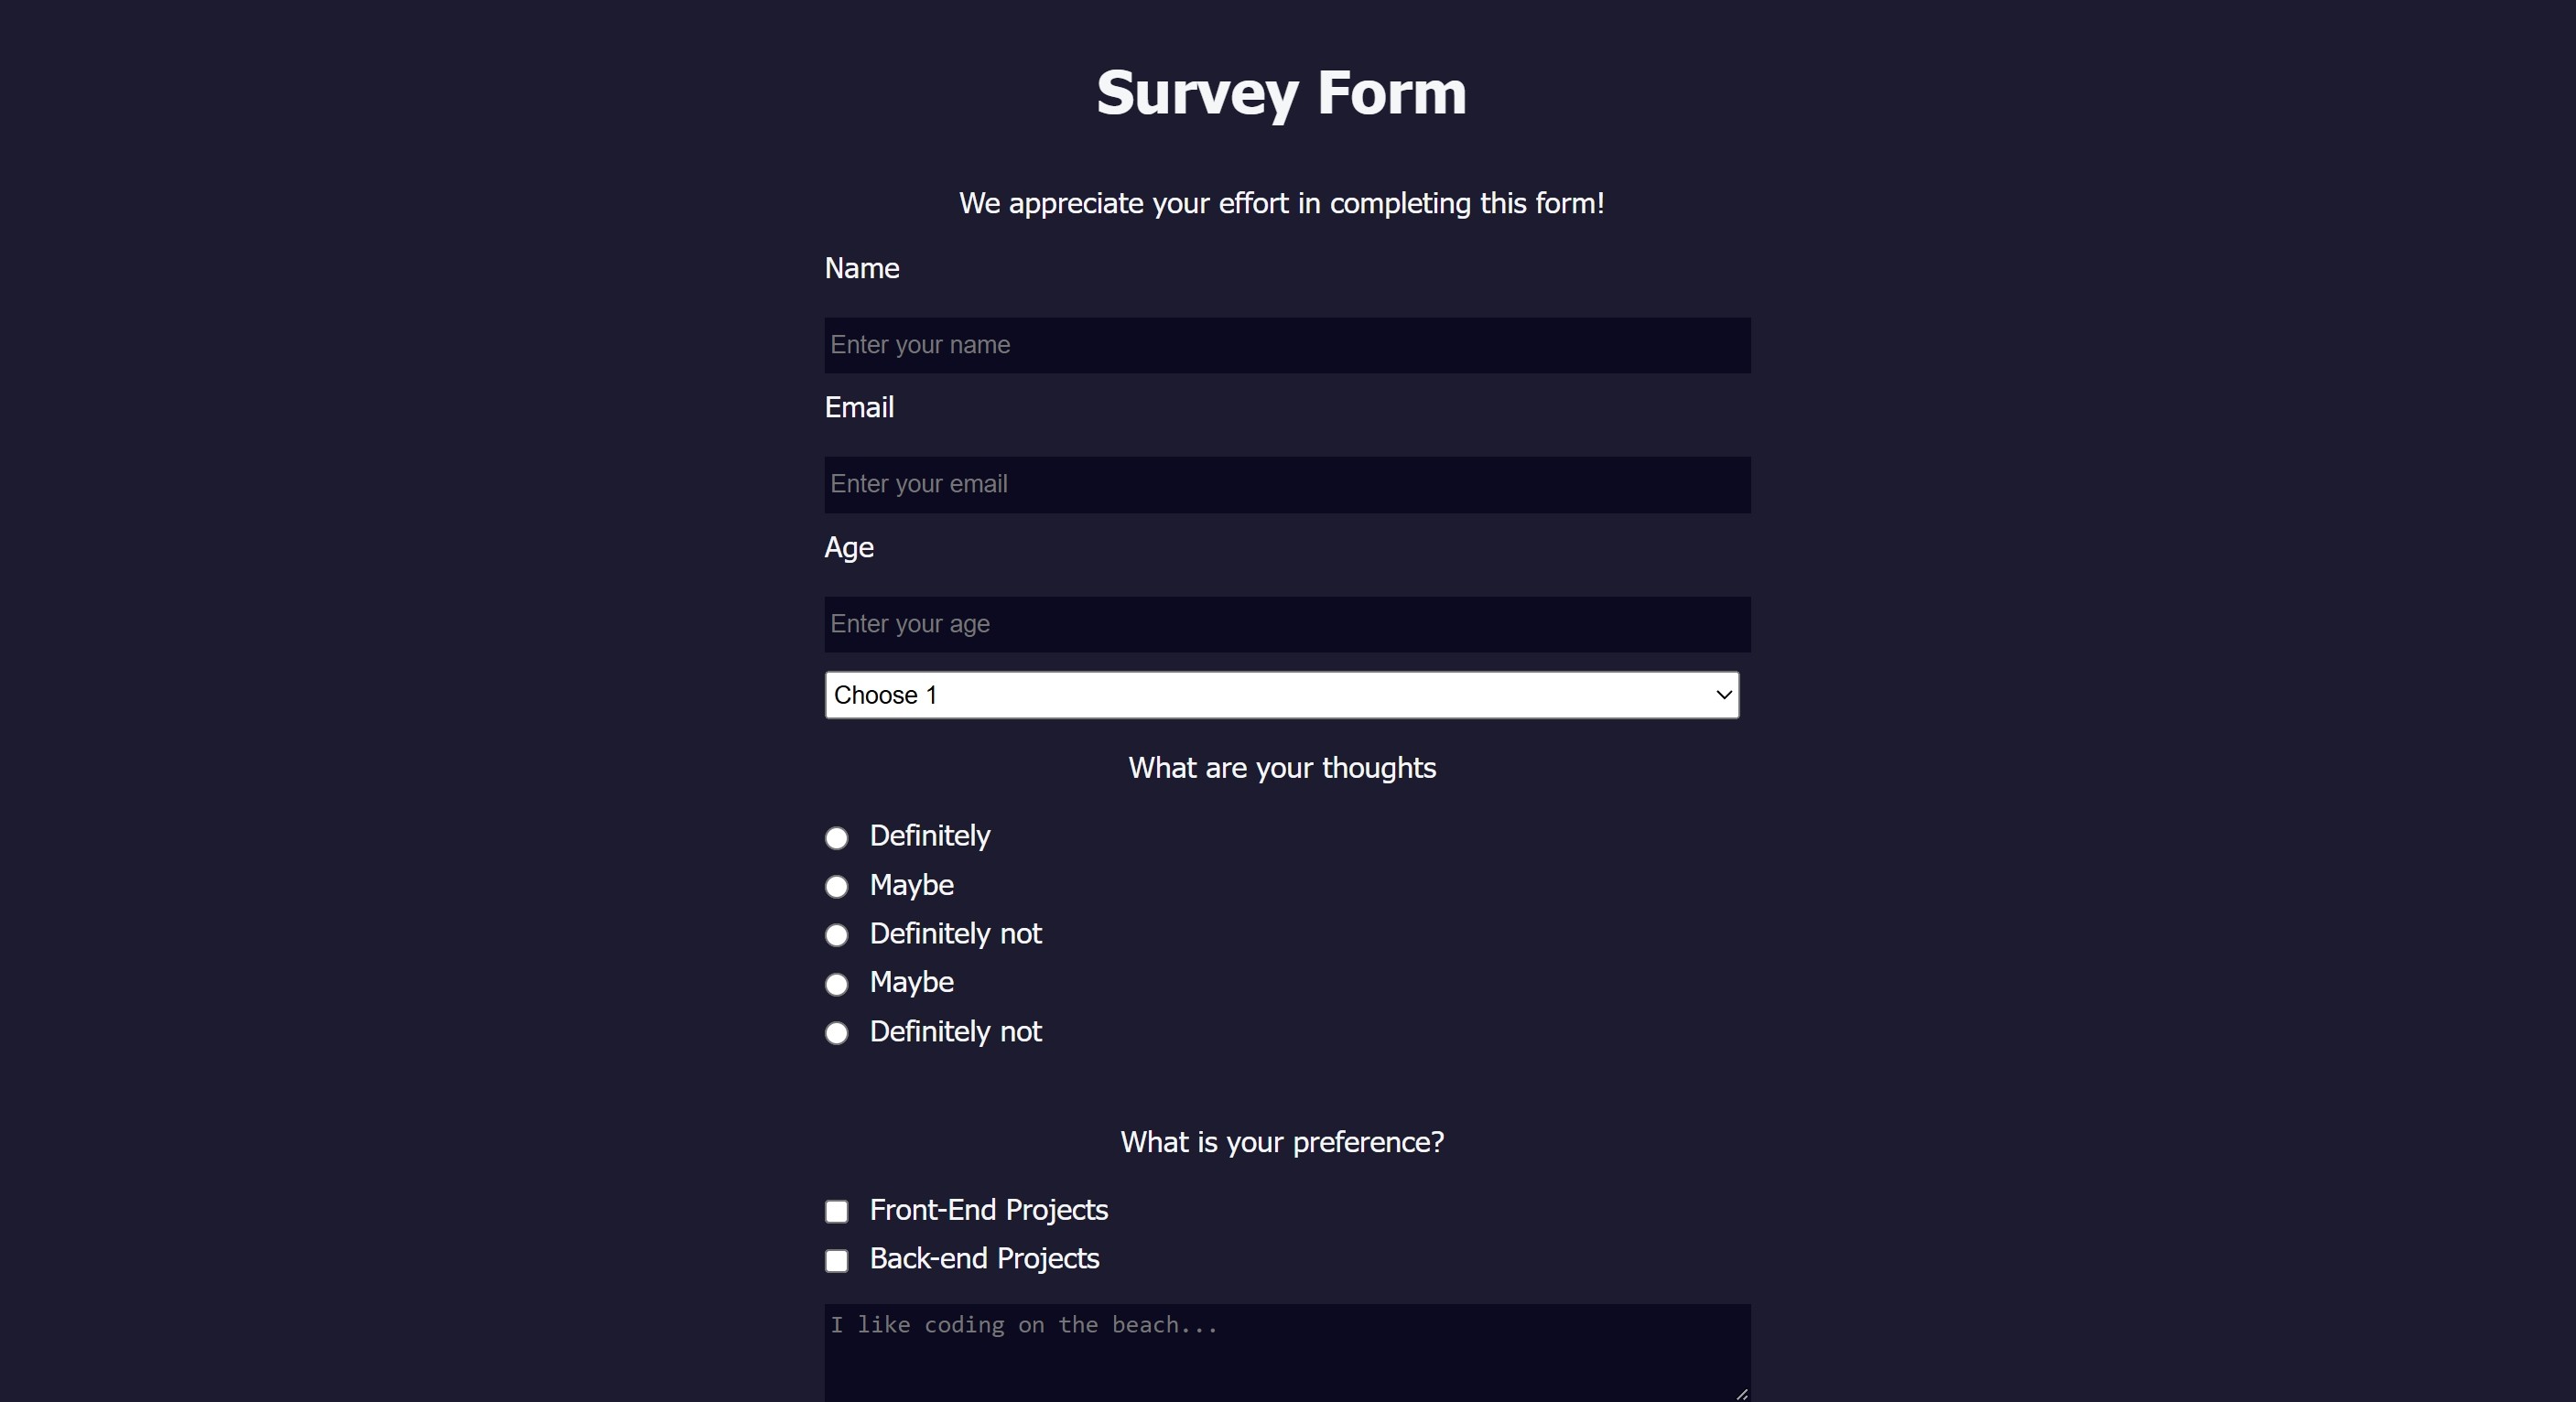 Survey Form
We appreciate your effort in completing this form!
Name
Enter your name
Email
Enter your email
Age
Enter your age
Choose 1
What are your thoughts
Definitely
Maybe
Definitely not
Maybe
Definitely not
What is your preference?
Front-End Projects
Back-end Projects
I like coding on the beach...